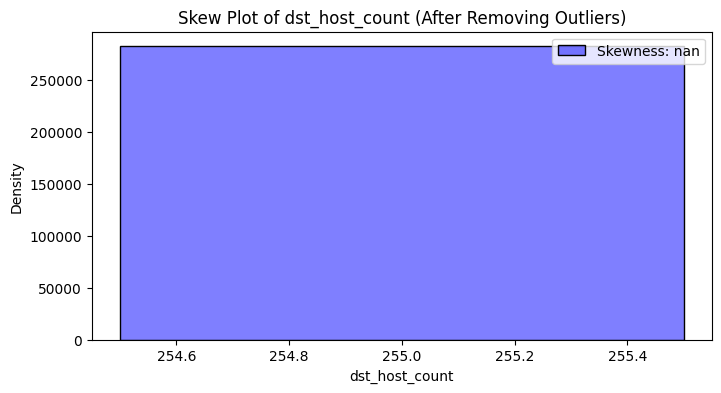 Skew Plot of dst_host_count (After Removing Outliers)
Skewness: nan
Density
250000
200000
150000
100000
50000
0
254.6 254.8 255.0 255.2 255.4
dst_host_count